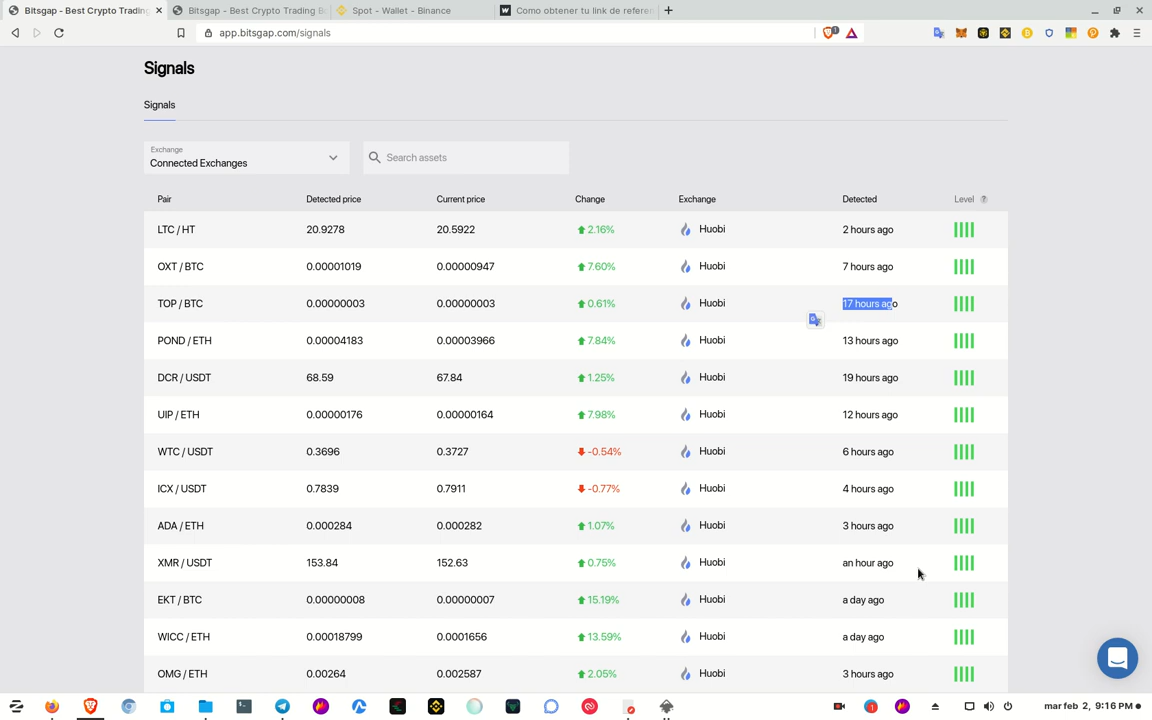 Bitsgap - Best Crypto Trading
Bitsgap - Best Crypto Trading B
Spot - Wallet - Binance
Como obtener tu link de referen
app.bitsgap.com/signals
1
Signals
Signals
Exchange
Connected Exchanges
Search assets
Pair Detected price Current price Change Exchange Detected Level ?
LTC / HT 20.9278 20.5922 2.16% Huobi 2 hours ago
OXT / BTC 0.00001019 0.00000947 7.60% Huobi 7 hours ago
TOP / BTC 0.00000003 0.00000003 0.61% Huobi 17 hours ago
POND / ETH 0.00004183 0.00003966 7.84% Huobi 13 hours ago
DCR / USDT 68.59 67.84 1.25% Huobi 19 hours ago
UIP / ETH 0.00000176 0.00000164 7.98% Huobi 12 hours ago
WTC / USDT 0.3696 0.3727 -0.54% Huobi 6 hours ago
ICX / USDT 0.7839 0.7911 -0.77% Huobi 4 hours ago
ADA / ETH 0.000284 0.000282 1.07% Huobi 3 hours ago
XMR / USDT 153.84 152.63 0.75% Huobi an hour ago
EKT / BTC 0.00000008 0.00000007 15.19% Huobi a day ago
WICC / ETH 0.00018799 0.0001656 13.59% Huobi a day ago
OMG / ETH 0.00264 0.002587 2.05% Huobi 3 hours ago
mar feb 2, 9:16 PM